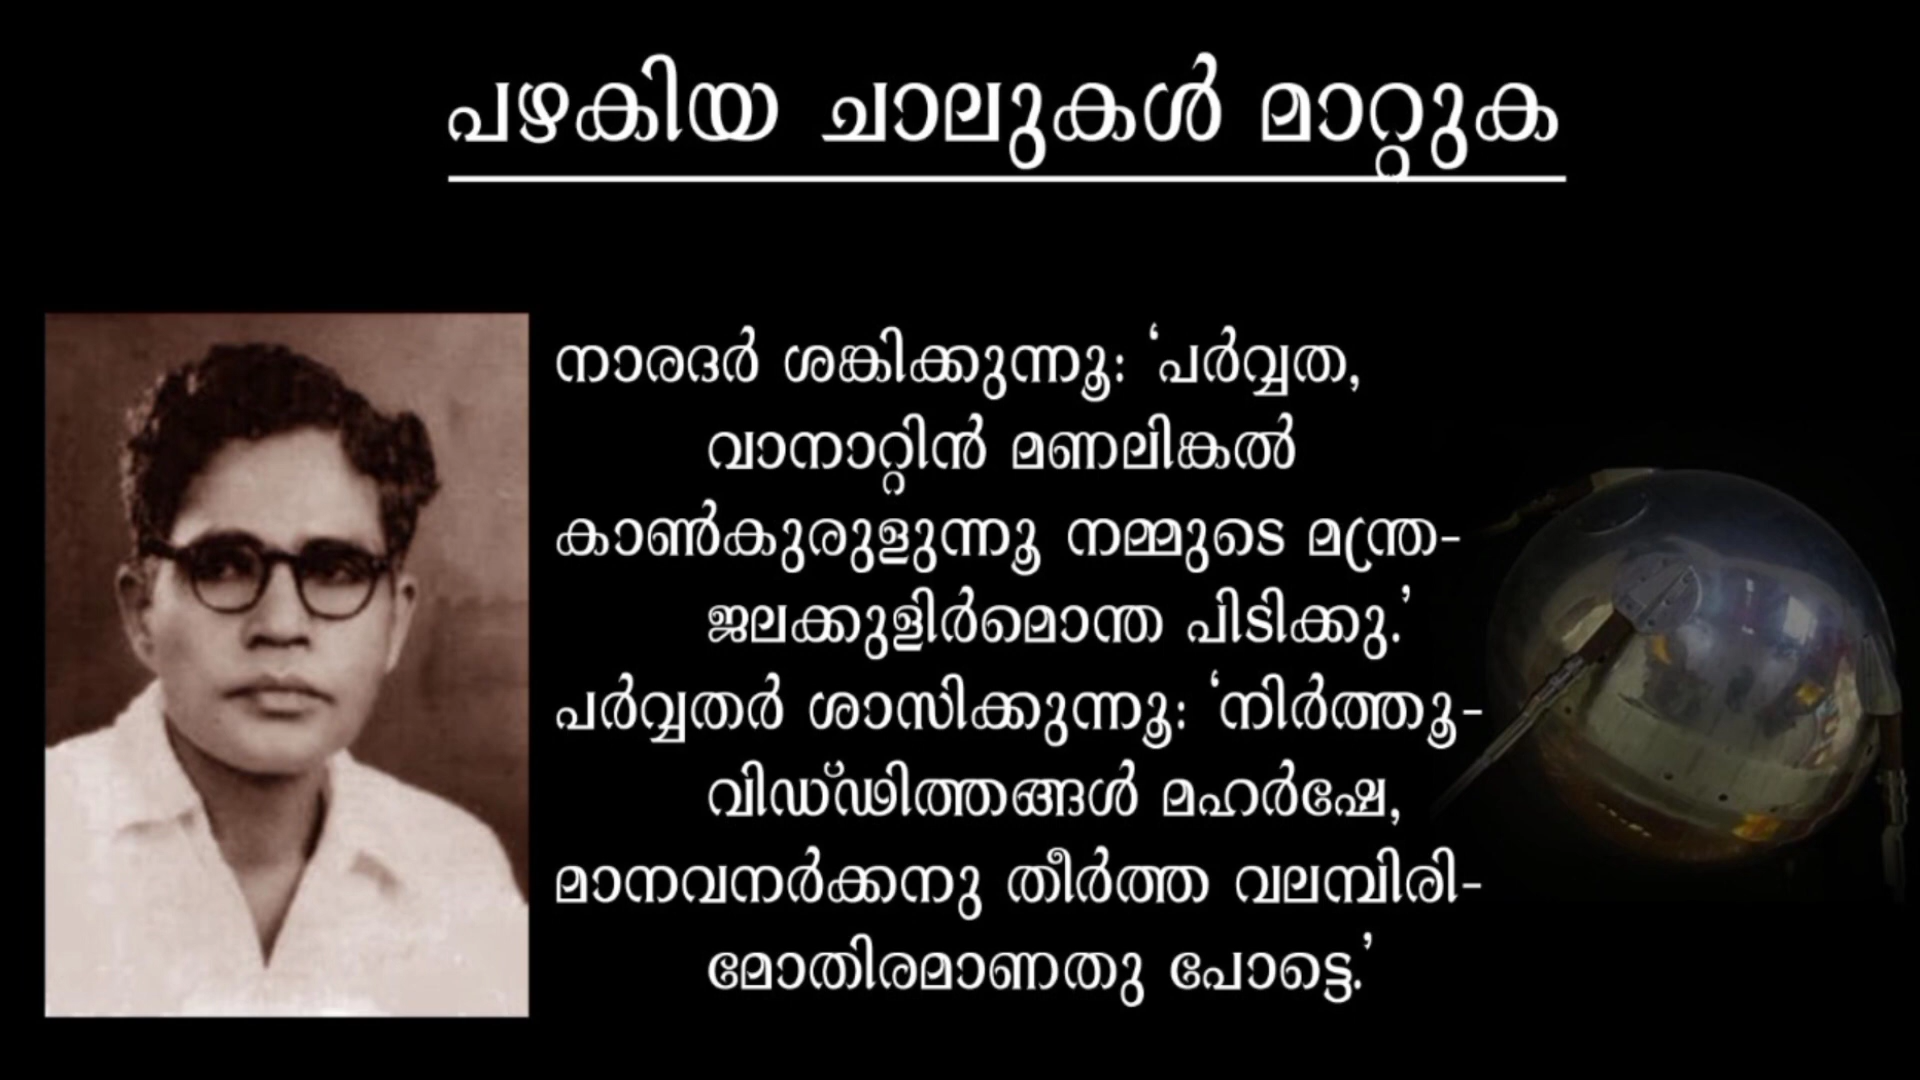 പഴകിയ ചാലുകൾ മാറ്റുക
നാരദർ ശങ്കിക്കുന്നൂ: ‘പർവ്വത,
വാനാറ്റിൻ മണലിങ്കൽ
കാൺകുരുളുന്നൂ നമ്മുടെ മന്ത്ര-
ജലക്കുളിർമൊന്ത പിടിക്കു.’
പർവ്വതർ ശാസിക്കുന്നൂ: ‘നിർത്തൂ-
വിഡ്ഢിത്തങ്ങൾ മഹർഷേ,
മാനവനർക്കനു തീർത്ത വലമ്പിരി-
മോതിരമാണതു പോട്ടെ.’